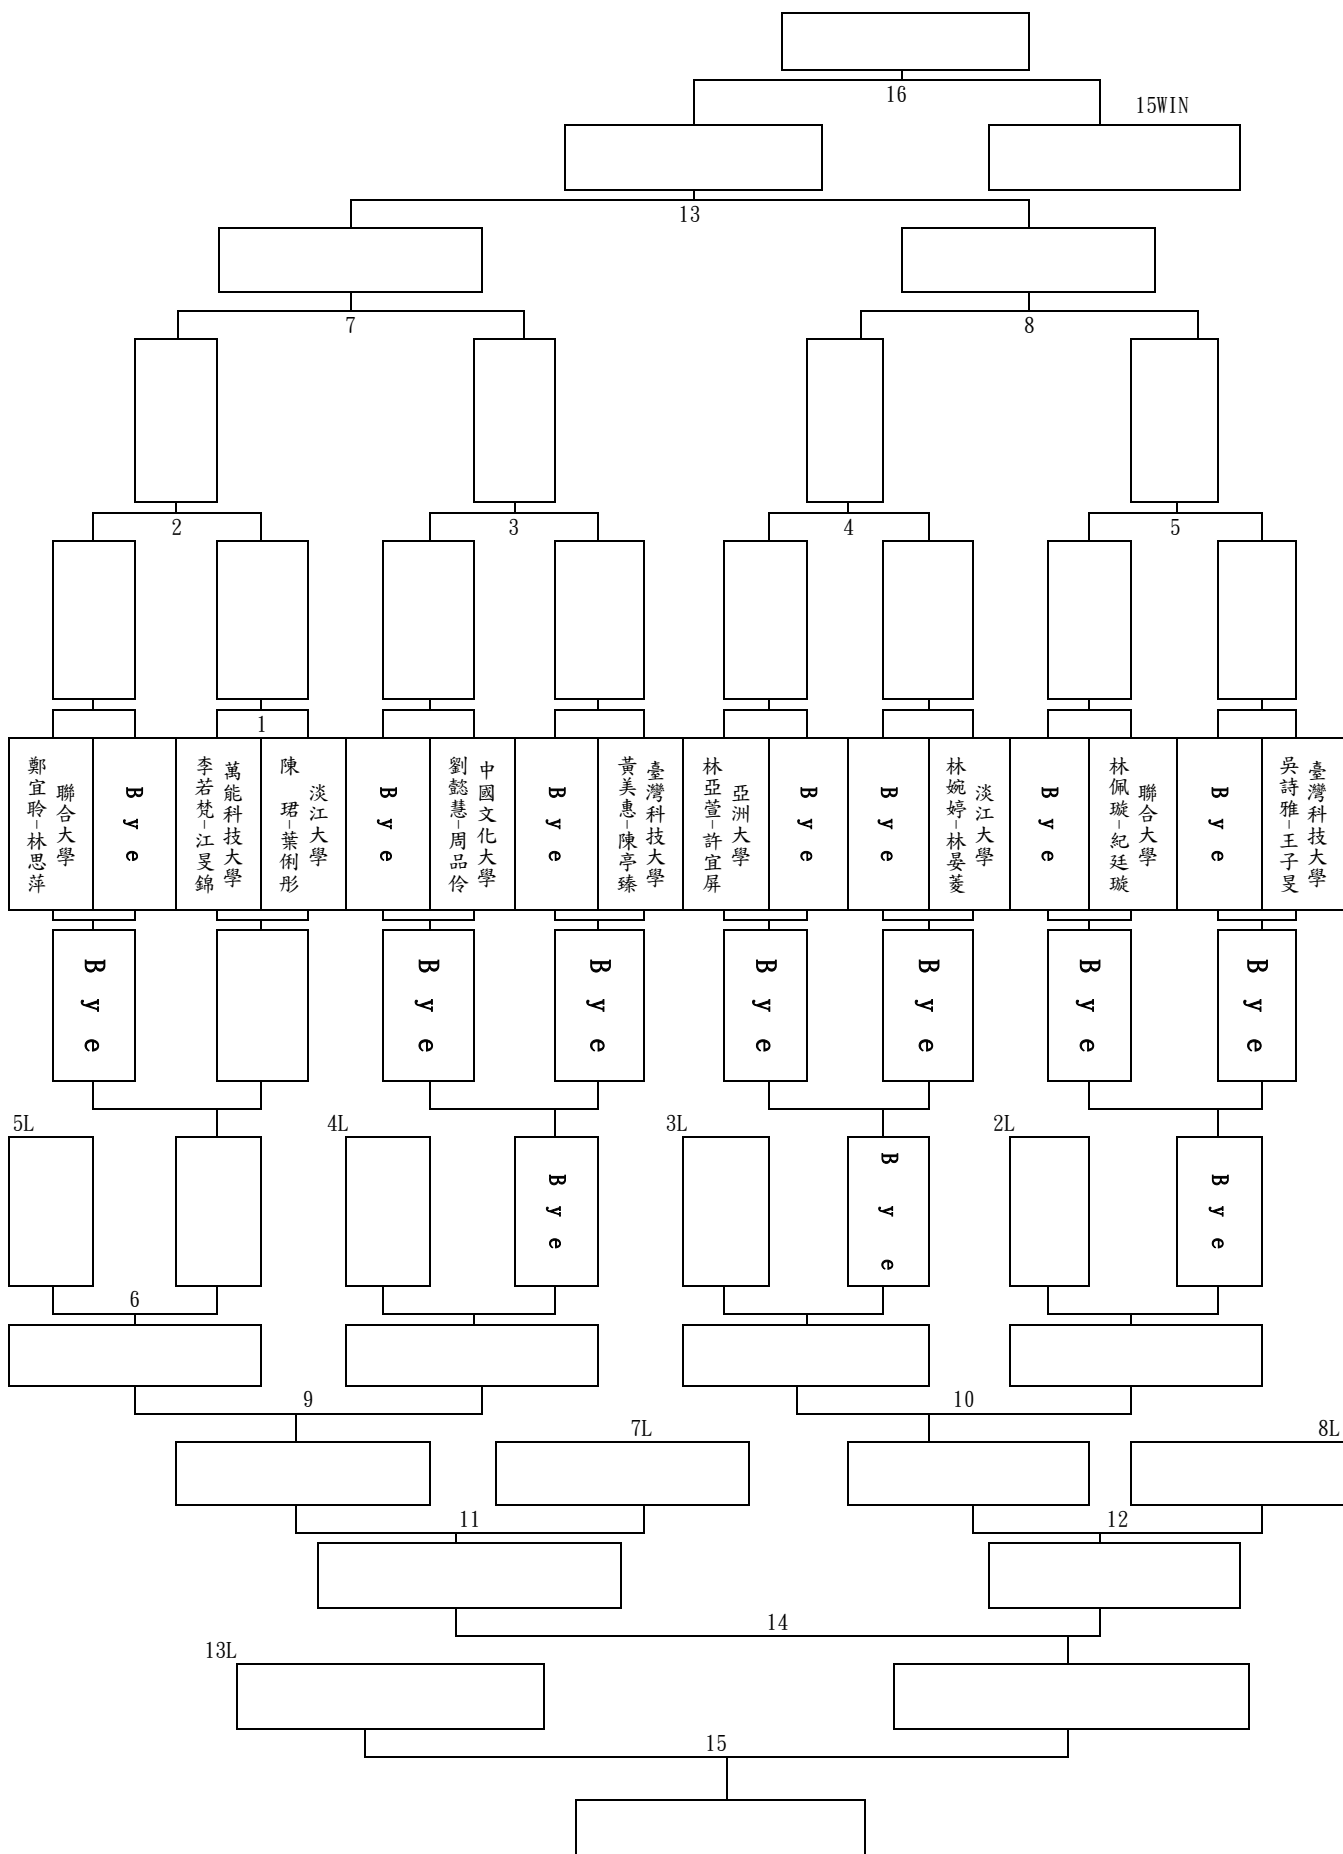 16
15WIN
13
7
8
2
3
4
5
1
聯合大學
鄭宜聆-林思萍
Bye
萬能科技大學
李若梵-江旻錦
淡江大學
陳 珺-葉俐彤
Bye
中國文化大學
劉懿慧-周品伶
Bye
臺灣科技大學
黃美惠-陳亭臻
亞洲大學
林亞萱-許宜屏
Bye
Bye
淡江大學
林婉婷-林晏菱
Bye
聯合大學
林佩璇-紀廷璇
Bye
臺灣科技大學
吳詩雅-王子旻
Bye
Bye
Bye
Bye
Bye
Bye
Bye
5L
4L
3L
2L
Bye
Bye
Bye
6
9
10
7L
8L
11
12
14
13L
15